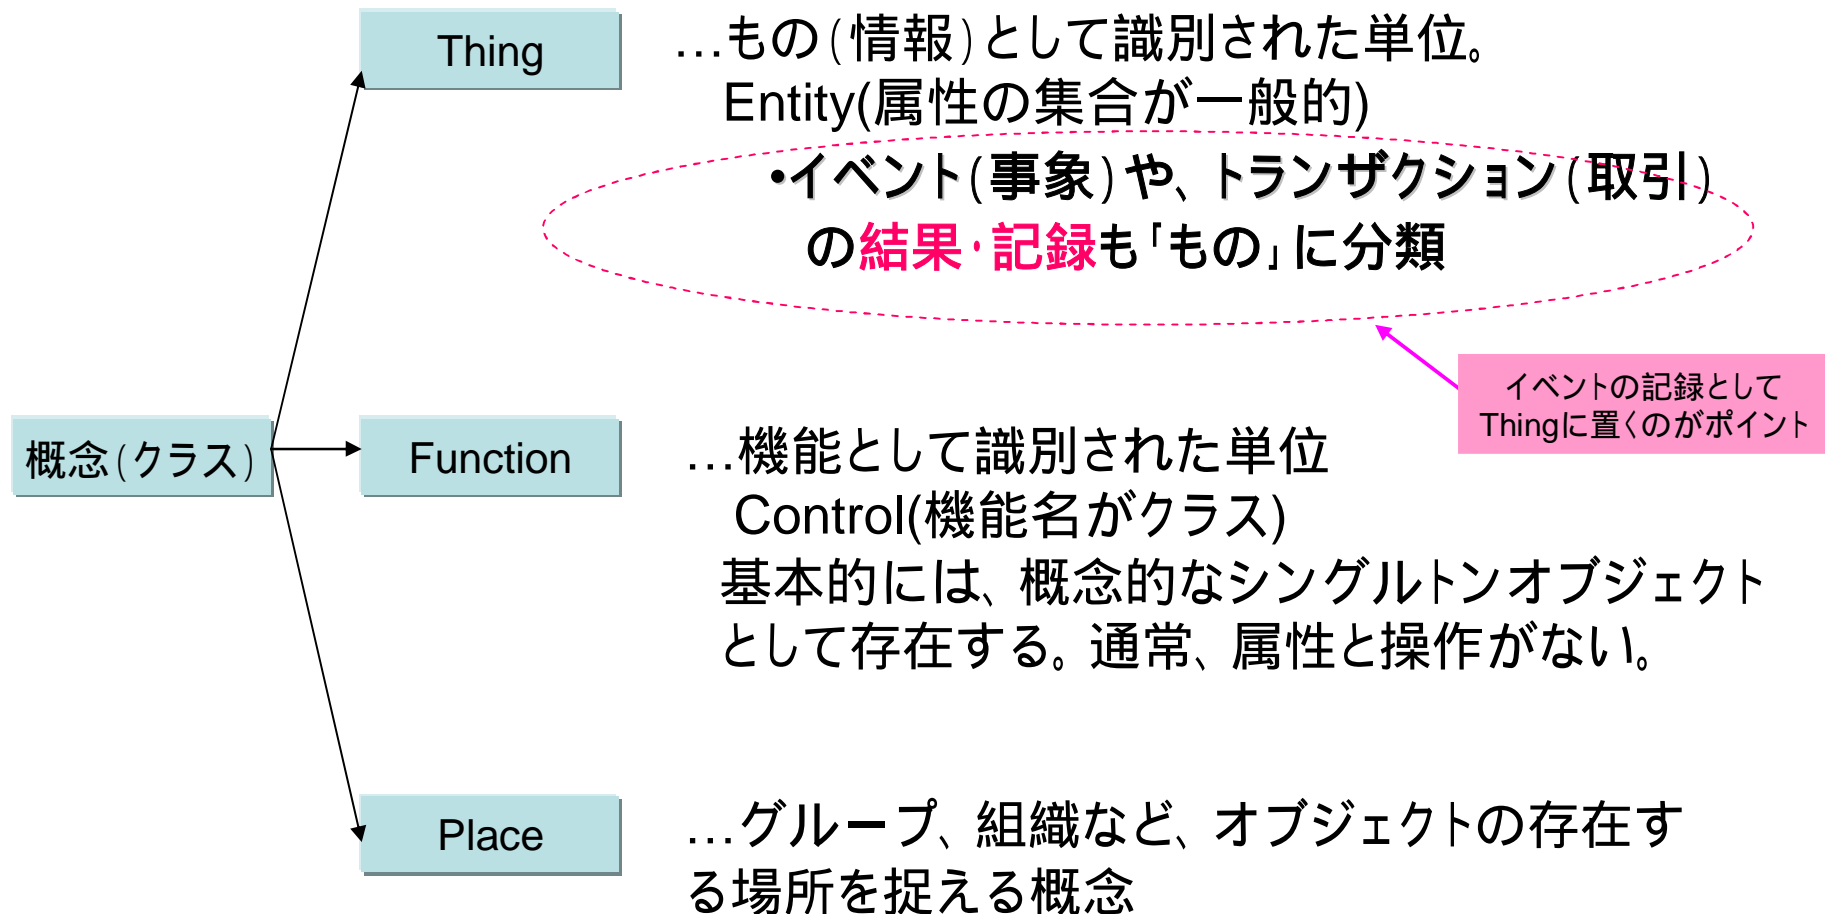 Thing
…もの(情報)として識別された単位。
Entity(属性の集合が一般的)
•イベント(事象)や、トランザクション(取引)
の結果・記録も「もの」に分類
イベントの記録として
Thingに置くのがポイント
概念(クラス)
Function
…機能として識別された単位
Control(機能名がクラス)
基本的には、概念的なシングルトンオブジェクト
として存在する。通常、属性と操作がない。
Place
…グループ、組織など、オブジェクトの存在す
る場所を捉える概念